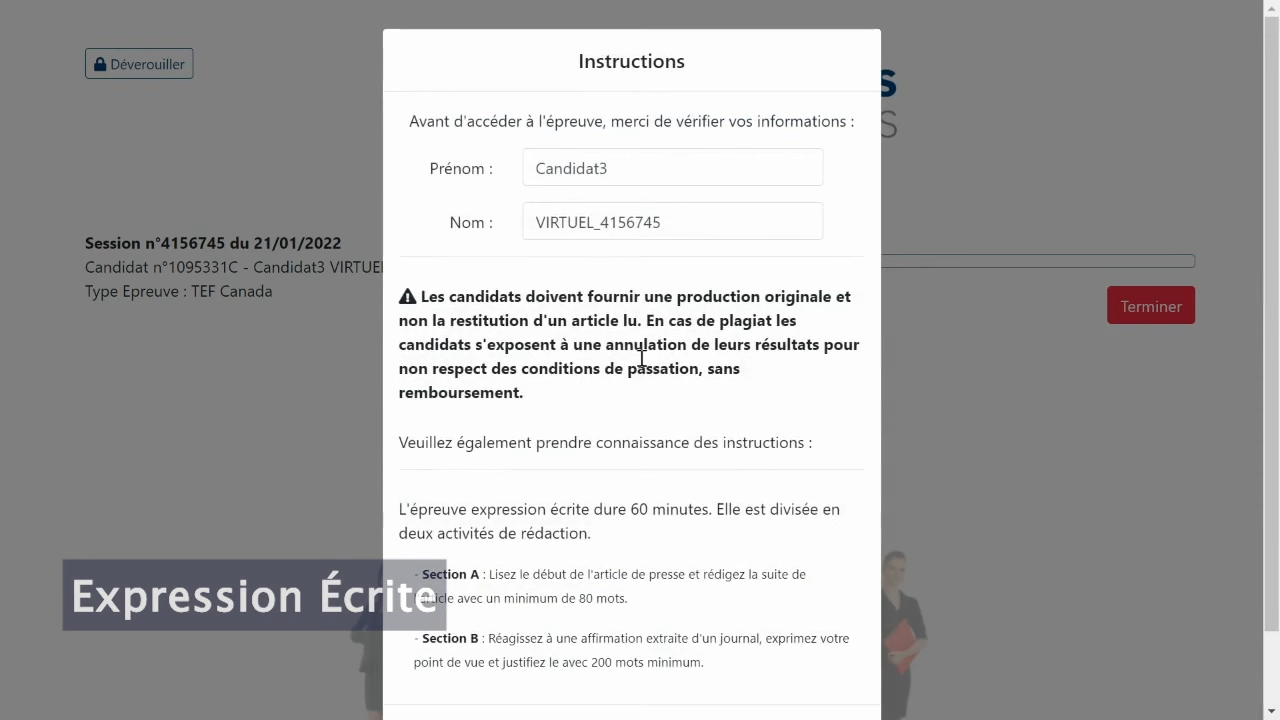 Instructions
Déverouiller
Avant d'accéder à l'épreuve, merci de vérifier vos informations :
Prénom :
Candidat3
Nom :
VIRTUEL_4156745
Session n°4156745 du 21/01/2022
Candidat n°1095331C - Candidat3 VIRTUEL
Type Epreuve : TEF Canada
Terminer
Les candidats doivent fournir une production originale et
non la restitution d'un article lu. En cas de plagiat les
candidats s'exposent à une annulation de leurs résultats pour
non respect des conditions de passation, sans
remboursement.
Veuillez également prendre connaissance des instructions :
L'épreuve expression écrite dure 60 minutes. Elle est divisée en
deux activités de rédaction.
- Section A : Lisez le début de l'article de presse et rédigez la suite de
l'article avec un minimum de 80 mots.
- Section B : Réagissez à une affirmation extraite d'un journal, exprimez votre
point de vue et justifiez le avec 200 mots minimum.
Expression Écrite